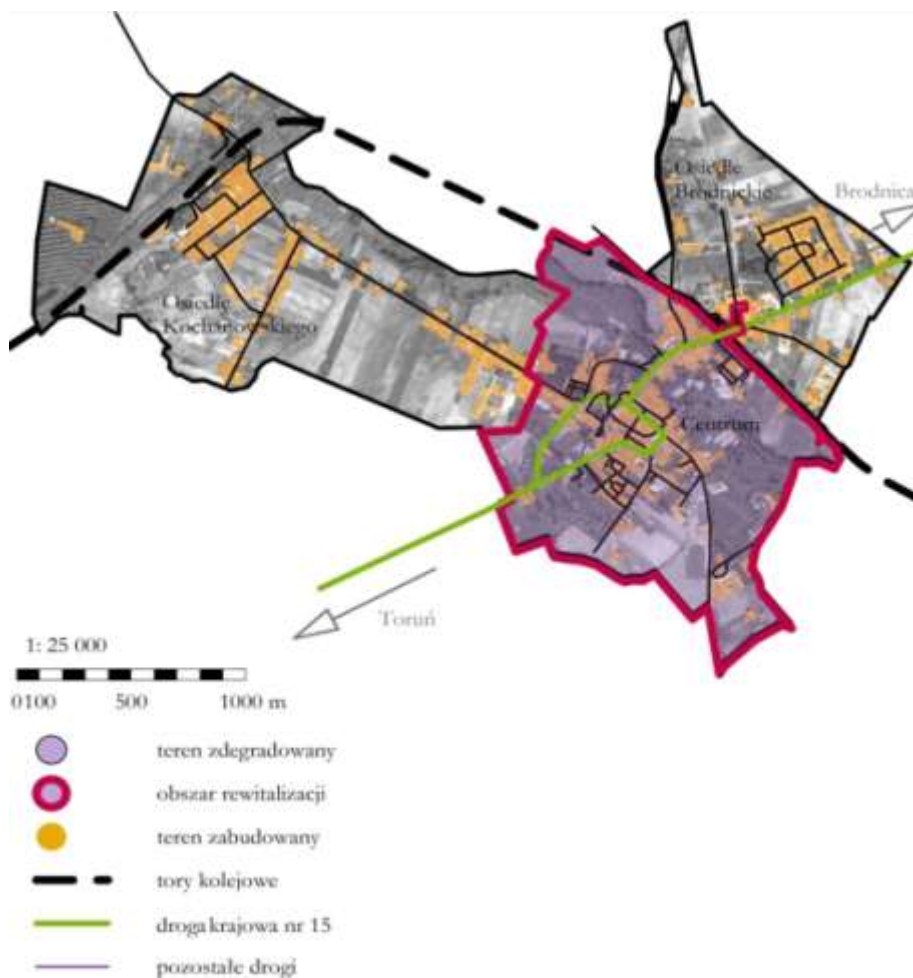 Osiedle
Brodnickie
Brodnica
Osiedle
Kochanowskiego
Centrum
Toruń
1: 25 000
0100 500 1000 m
teren zdegradowany
obszar rewitalizacji
teren zabudowany
tory kolejowe
droga krajowa nr 15
pozostałe drogi